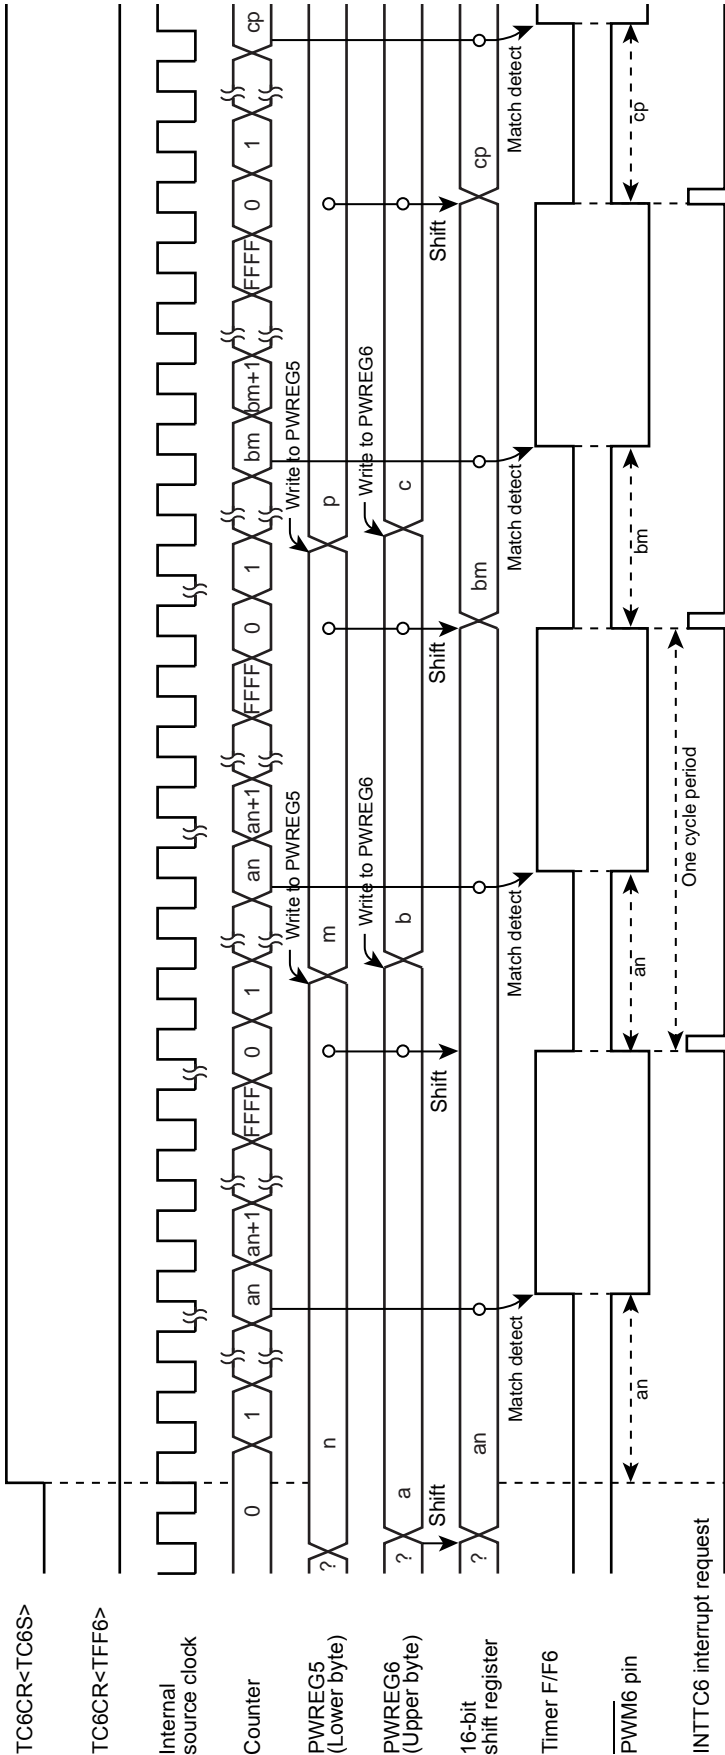 TC6CR<TC6S>
TC6CR<TFF6>
Internal
source clock
Counter
0 1 an an+1 FFFF 0 1 an an+1 FFFF 0 1 bm bm+1 FFFF 0 1 cp
Write to PWREG5
Write to PWREG5
PWREG5
(Lower byte)
? n m p
Write to PWREG6
Write to PWREG6
PWREG6
(Upper byte)
? a b c
Shift
Shift
Shift
Shift
16-bit
shift register
? an bm cp
Match detect
Match detect
Match detect
Match detect
Timer F/F6
PWM6 pin
an an bm cp
One cycle period
INTTC6 interrupt request